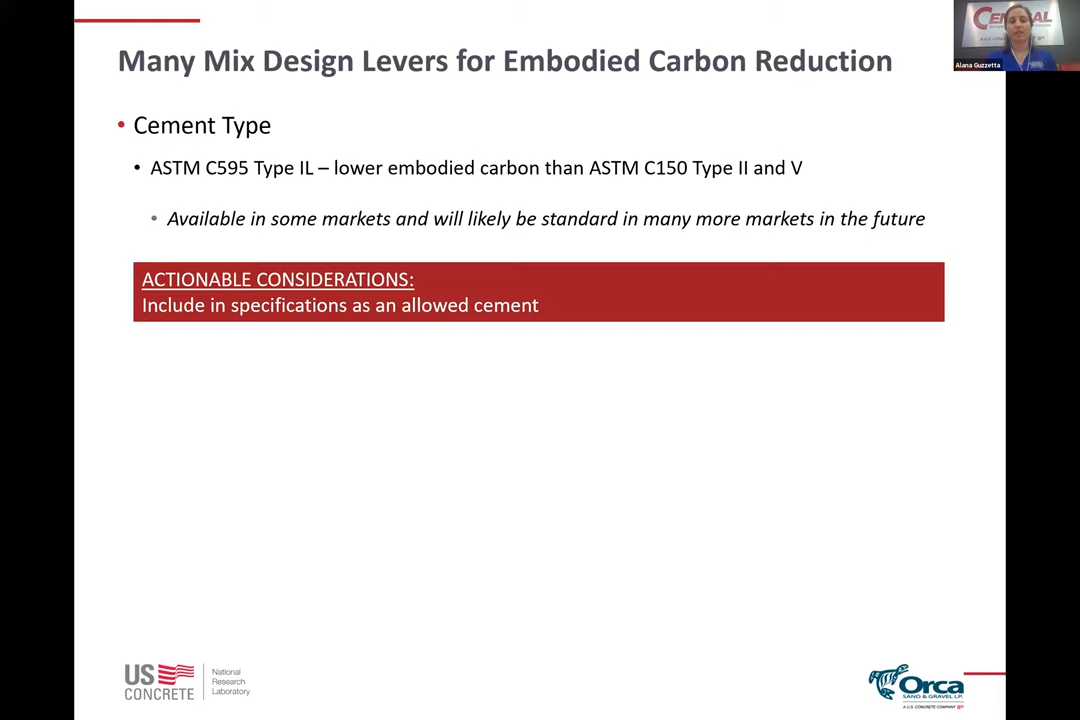 Many Mix Design Levers for Embodied Carbon Reduction
CENTRAL
Alana Guzzetta
• Cement Type
• ASTM C595 Type IL – lower embodied carbon than ASTM C150 Type II and V
• Available in some markets and will likely be standard in many more markets in the future
ACTIONABLE CONSIDERATIONS:
Include in specifications as an allowed cement
US CONCRETE
National Research Laboratory
Orca
SAND & GRAVEL L.P.
A U.S. CONCRETE COMPANY